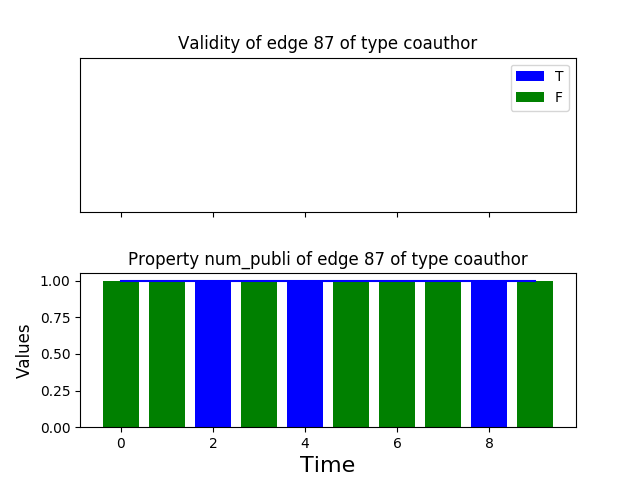 Validity of edge 87 of type coauthor
T
F
Property num_publi of edge 87 of type coauthor
1.00
0.75
0.50
0.25
0.00
Values
0 2 4 6 8
Time